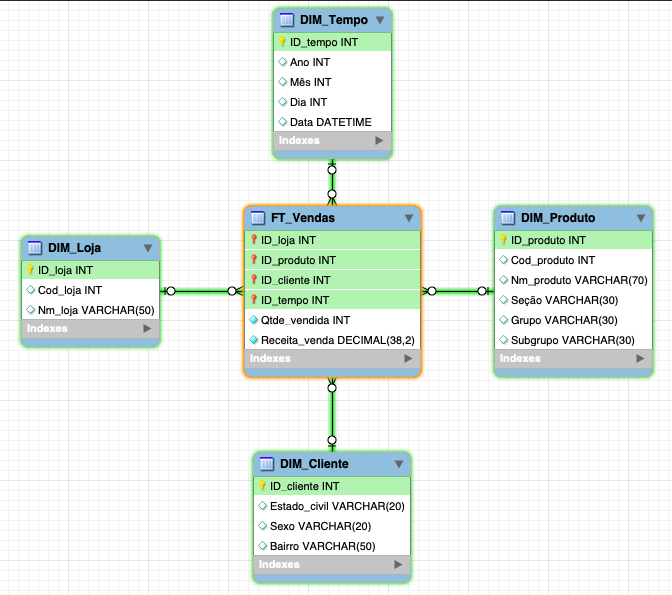 DIM_Tempo
ID_tempo INT
Ano INT
Mês INT
Dia INT
Data DATETIME
Indexes
DIM_Loja
ID_loja INT
Cod_loja INT
Nm_loja VARCHAR(50)
Indexes
FT_Vendas
ID_loja INT
ID_produto INT
ID_cliente INT
ID_tempo INT
Qtde_vendida INT
Receita_venda DECIMAL(38,2)
Indexes
DIM_Produto
ID_produto INT
Cod_produto INT
Nm_produto VARCHAR(70)
Seção VARCHAR(30)
Grupo VARCHAR(30)
Subgrupo VARCHAR(30)
Indexes
DIM_Cliente
ID_cliente INT
Estado_civil VARCHAR(20)
Sexo VARCHAR(20)
Bairro VARCHAR(50)
Indexes